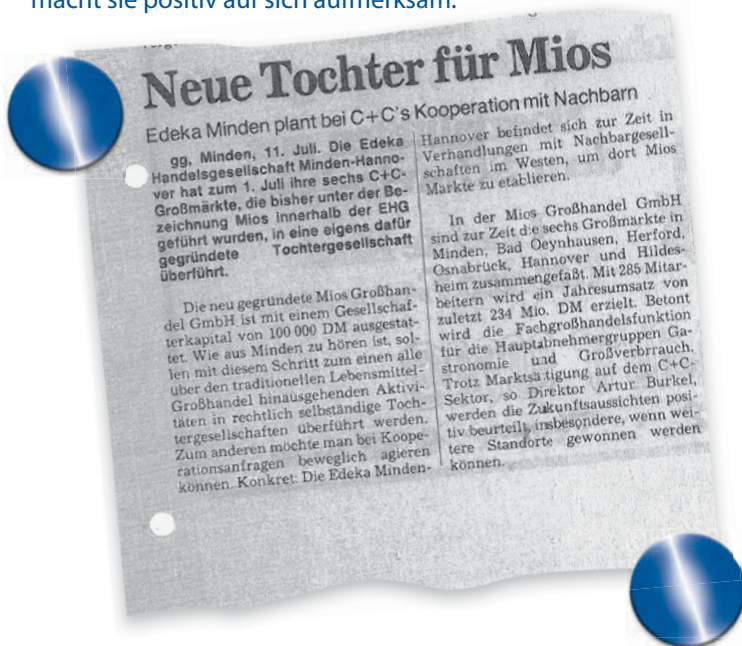 macht sie positiv auf sich aufmerksam.
Neue Tochter für Mios
Edeka Minden plant bei C+C's Kooperation mit Nachbarn
gg, Minden, 11. Juli. Die Edeka
Handelsgesellschaft Minden-Hanno-
ver hat zum 1. Juli ihre sechs C+C-
Großmärkte, die bisher unter der Be-
zeichnung Mios innerhalb der EHG
geführt wurden, in eine eigens dafür
gegründete Tochtergesellschaft
überführt.
Die neu gegründete Mios Großhan-
del GmbH ist mit einem Gesellschaf-
terkapital von 100 000 DM ausgestat-
tet. Wie aus Minden zu hören ist, sol-
len mit diesem Schritt zum einen alle
über den traditionellen Lebensmittel-
Großhandel hinausgehenden Aktivi-
täten in rechtlich selbständige Toch-
tergesellschaften überführt werden.
Zum anderen möchte man bei Koope-
rationsanfragen beweglich agieren
können. Konkret: Die Edeka Minden-
Hannover befindet sich zur Zeit in
Verhandlungen mit Nachbargesell-
schaften im Westen, um dort Mios
Märkte zu etablieren.
In der Mios Großhandel GmbH
sind zur Zeit die sechs Großmärkte in
Minden, Bad Oeynhausen, Herford,
Osnabrück, Hannover und Hildes-
heim zusammengefaßt. Mit 285 Mitar-
beitern wird ein Jahresumsatz von
zuletzt 234 Mio. DM erzielt. Betont
wird die Fachgroßhandelsfunktion
für die Hauptabnehmergruppen Ga-
stronomie und Großverbrrauch.
Trotz Marktsättigung auf dem C+C-
Sektor, so Direktor Artur Burkel,
werden die Zukunftsaussichten posi-
tiv beurteilt, insbesondere, wenn wei-
tere Standorte gewonnen werden
können.